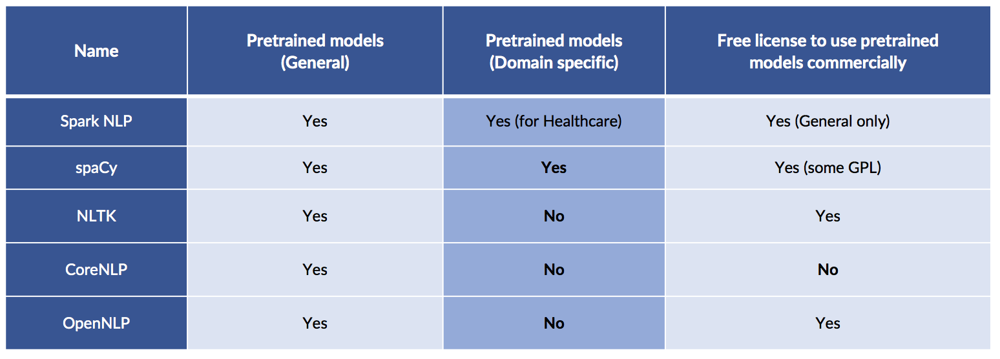 Name
Pretrained models
(General)
Pretrained models
(Domain specific)
Free license to use pretrained
models commercially
Spark NLP
Yes
Yes (for Healthcare)
Yes (General only)
spaCy
Yes
Yes
Yes (some GPL)
NLTK
Yes
No
Yes
CoreNLP
Yes
No
No
OpenNLP
Yes
No
Yes